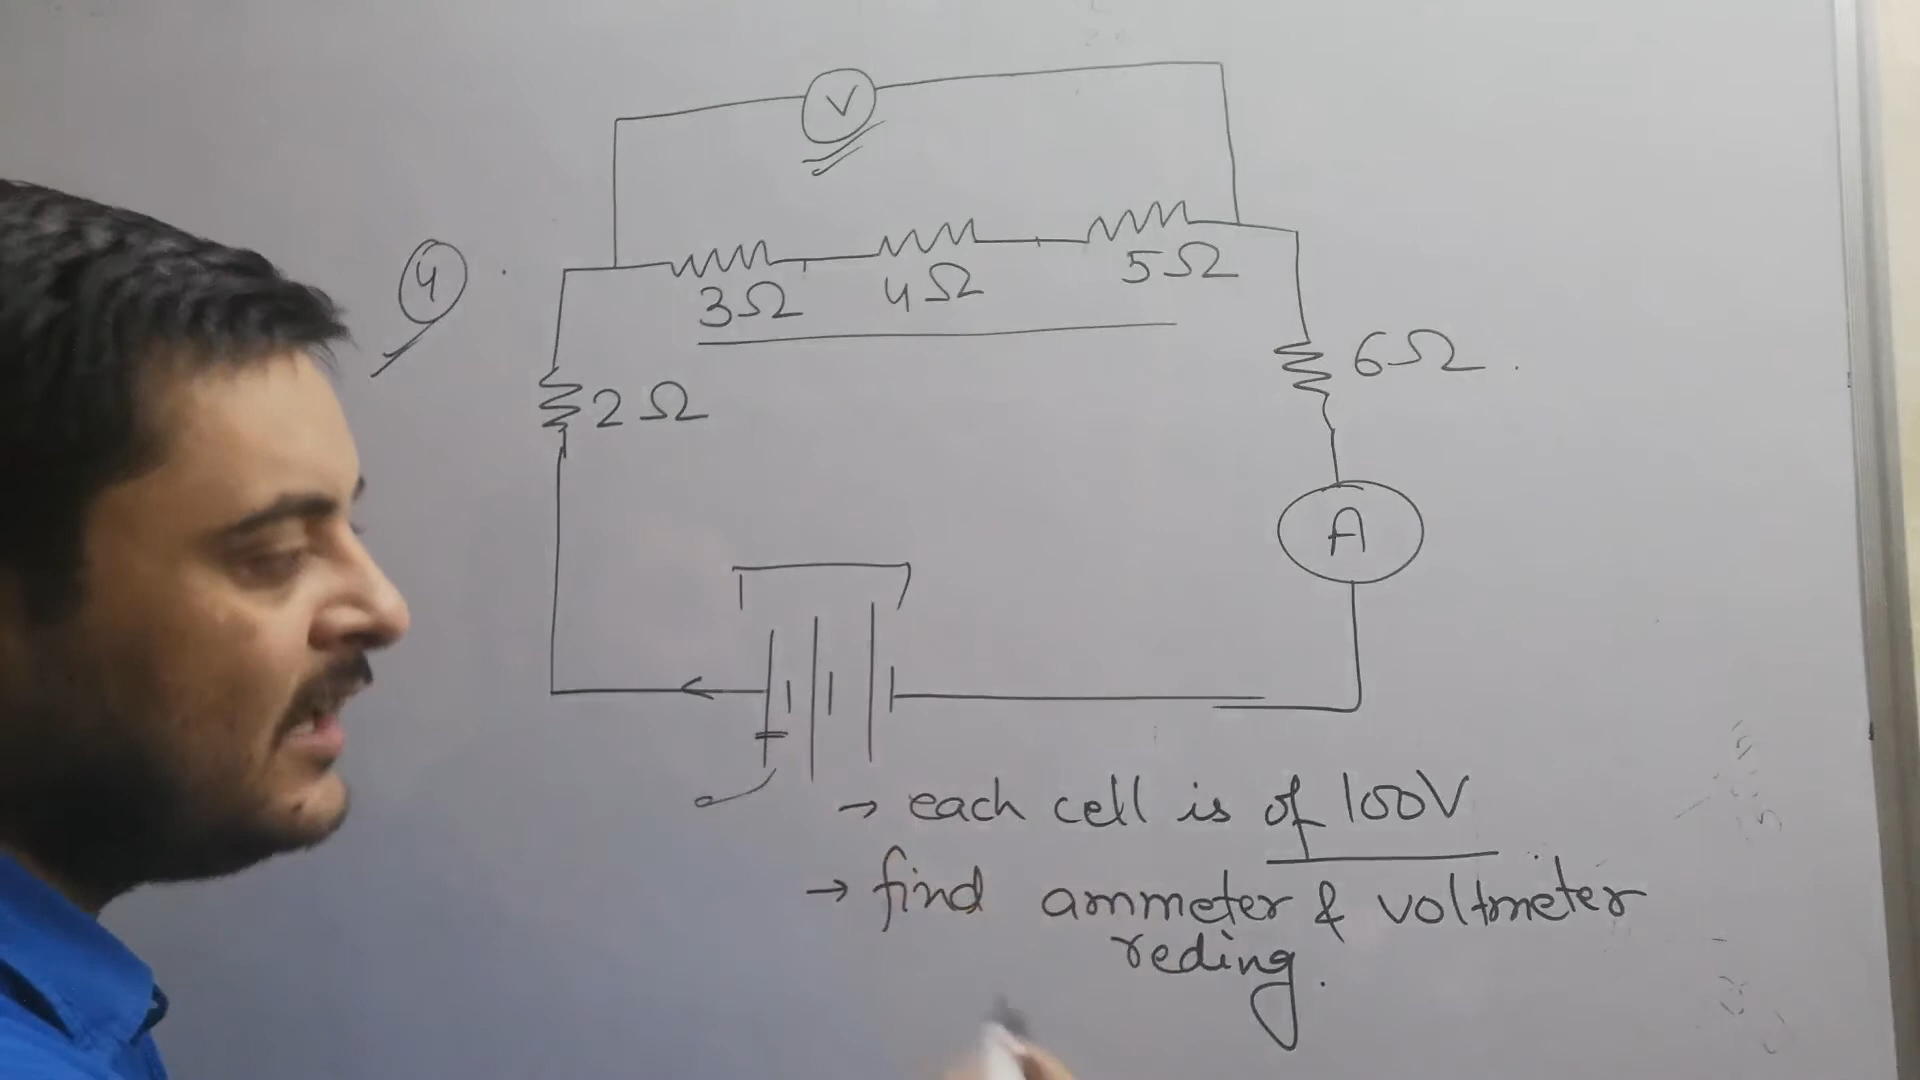 V
4
3Ω
4Ω
5Ω
6Ω
2Ω
A
→ each cell is of 100V
→ find ammeter & voltmeter
reding.